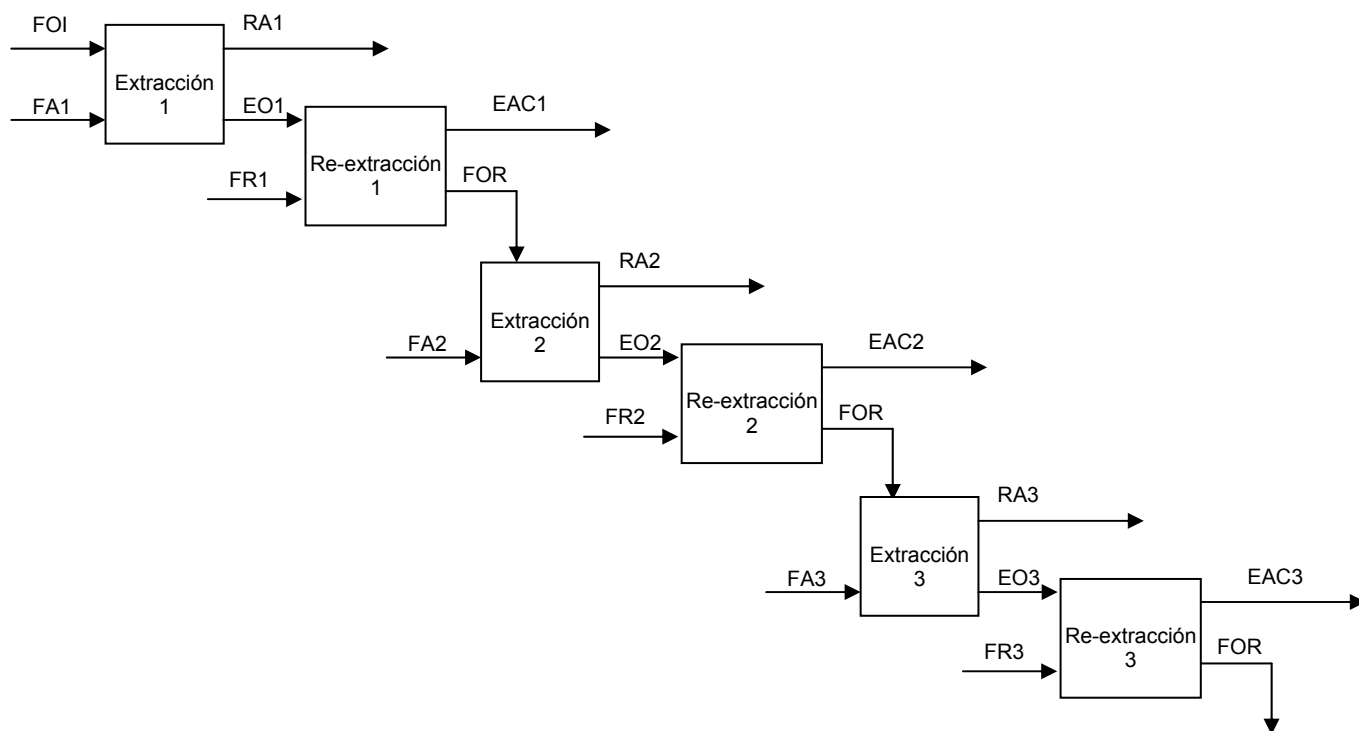 FOI
RA1
Extracción
1
FA1
EO1
EAC1
Re-extracción
1
FR1
FOR
RA2
Extracción
2
FA2
EO2
EAC2
Re-extracción
2
FR2
FOR
RA3
Extracción
3
FA3
EO3
EAC3
Re-extracción
3
FR3
FOR